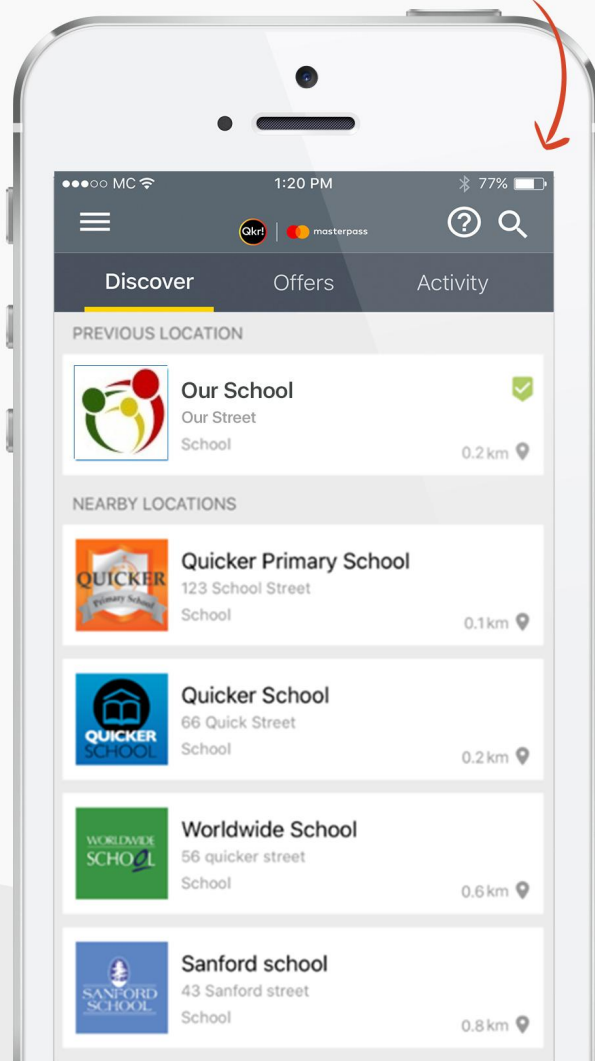 MC 1:20 PM 77%
Qkr! masterpass
Discover Offers Activity
PREVIOUS LOCATION
Our School
Our Street
School
0.2 km
NEARBY LOCATIONS
QUICKER
Primary School
Quicker Primary School
123 School Street
School
0.1 km
QUICKER
SCHOOL
Quicker School
66 Quick Street
School
0.2 km
WORLDWIDE
SCHOOL
Worldwide School
56 quicker street
School
0.6 km
SANFORD
SCHOOL
Sanford school
43 Sanford street
School
0.8 km